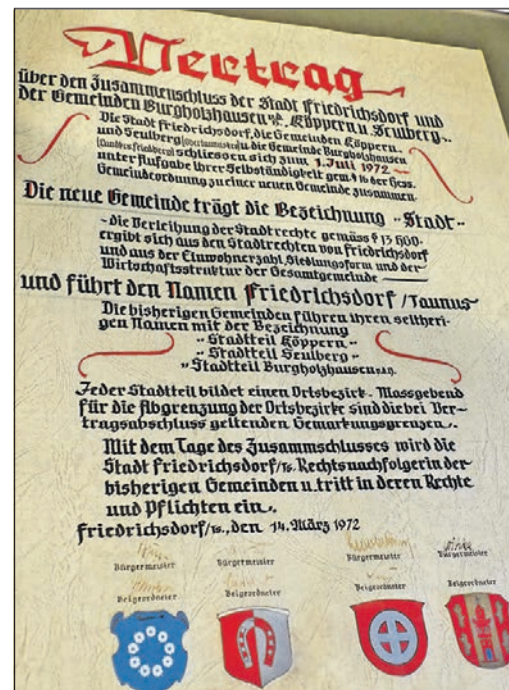 Vertrag
über den Zusammenschluss der Stadt Friedrichsdorf und
der Gemeinden Burgholzhausen v.d.H., Köppern u. Seulberg..
Die Stadt Friedrichsdorf, die Gemeinden Köppern
und Seulberg (Obertaunuskreis) u. die Gemeinde Burgholzhausen
(Landkrs. Friedberg) schliessen sich zum 1. Juli 1972
unter Aufgabe ihrer Selbständigkeit gem. § 16 der Hess.
Gemeindeordnung zu einer neuen Gemeinde zusammen.
Die neue Gemeinde trägt die Bezeichnung "Stadt"
- die Verleihung der Stadtrechte gemäss § 13 HGO-
ergibt sich aus den Stadtrechten von Friedrichsdorf
und aus der Einwohnerzahl, Siedlungsform und der
Wirtschaftsstruktur der Gesamtgemeinde
und führt den Namen Friedrichsdorf/Taunus
Die bisherigen Gemeinden führen ihren seitheri-
gen Namen mit der Bezeichnung
"Stadtteil Köppern"
"Stadtteil Seulberg"
"Stadtteil Burgholzhausen v.d.H.
Jeder Stadtteil bildet einen Ortsbezirk. Massgebend
für die Abgrenzung der Ortsbezirke sind die bei Ver-
tragsabschluss geltenden Gemarkungsgrenzen.
Mit dem Tage des Zusammschlusses wird die
Stadt Friedrichsdorf/Ts. Rechtsnachfolgerin der
bisherigen Gemeinden u. tritt in deren Rechte
und Pflichten ein.
Friedrichsdorf/Ts., den 14. März 1972
Bürgermeister Bürgermeister Bürgermeister Bürgermeister
Beigeordneter Beigeordneter Beigeordneter Beigeordneter